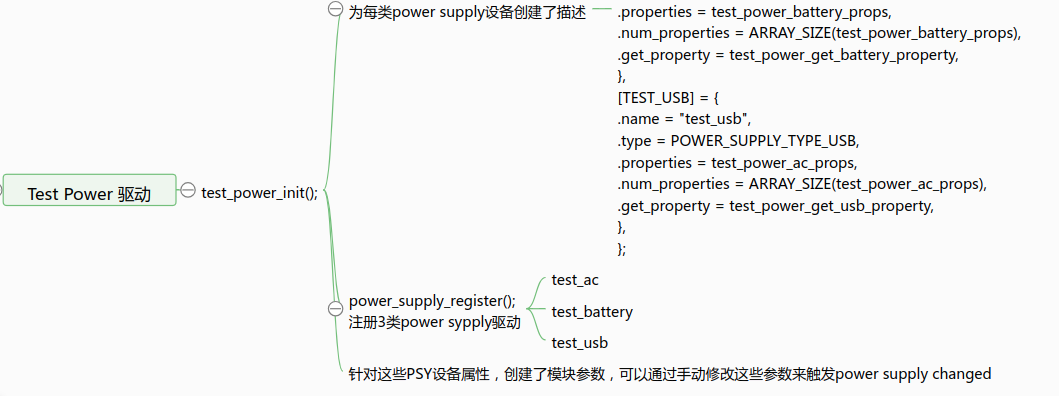 Test Power 驱动
test_power_init();
为每类power supply设备创建了描述
.properties = test_power_battery_props,
.num_properties = ARRAY_SIZE(test_power_battery_props),
.get_property = test_power_get_battery_property,
},
[TEST_USB] = {
.name = "test_usb",
.type = POWER_SUPPLY_TYPE_USB,
.properties = test_power_ac_props,
.num_properties = ARRAY_SIZE(test_power_ac_props),
.get_property = test_power_get_usb_property,
},
};
power_supply_register();
注册3类power sypply驱动
test_ac
test_battery
test_usb
针对这些PSY设备属性，创建了模块参数，可以通过手动修改这些参数来触发power supply changed